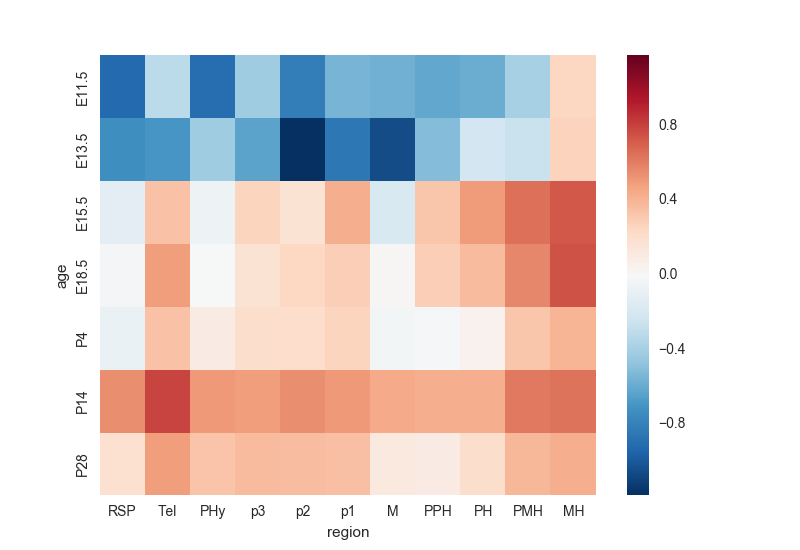 E11.5
E13.5
E15.5
E18.5
P4
P14
P28
age
RSP Tel PHy p3 p2 p1 M PPH PH PMH MH
region
0.8
0.4
0.0
−0.4
−0.8